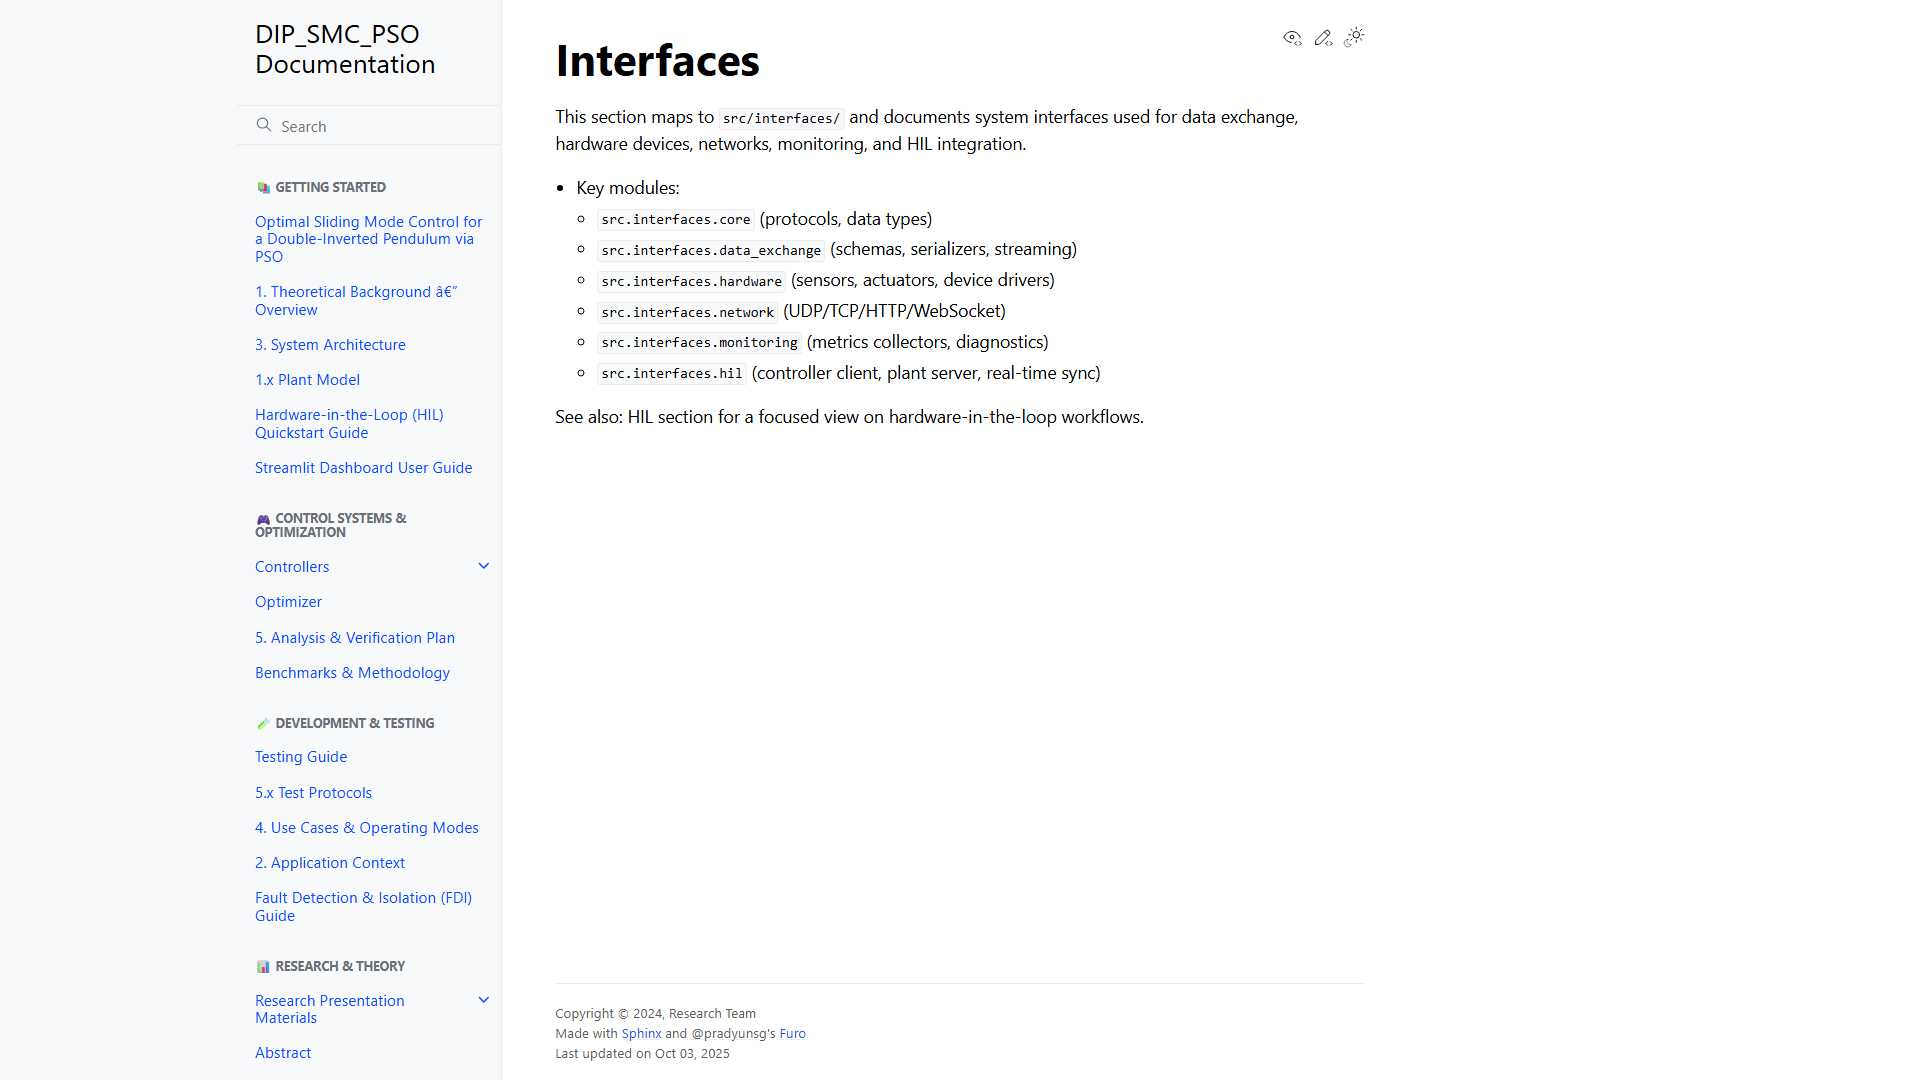 DIP_SMC_PSO
Documentation
Search
GETTING STARTED
Optimal Sliding Mode Control for
a Double-Inverted Pendulum via
PSO
1. Theoretical Background â€”
Overview
3. System Architecture
1.x Plant Model
Hardware-in-the-Loop (HIL)
Quickstart Guide
Streamlit Dashboard User Guide
CONTROL SYSTEMS &
OPTIMIZATION
Controllers
Optimizer
5. Analysis & Verification Plan
Benchmarks & Methodology
DEVELOPMENT & TESTING
Testing Guide
5.x Test Protocols
4. Use Cases & Operating Modes
2. Application Context
Fault Detection & Isolation (FDI)
Guide
RESEARCH & THEORY
Research Presentation
Materials
Abstract
Interfaces
This section maps to src/interfaces/ and documents system interfaces used for data exchange,
hardware devices, networks, monitoring, and HIL integration.
• Key modules:
◦ src.interfaces.core (protocols, data types)
◦ src.interfaces.data_exchange (schemas, serializers, streaming)
◦ src.interfaces.hardware (sensors, actuators, device drivers)
◦ src.interfaces.network (UDP/TCP/HTTP/WebSocket)
◦ src.interfaces.monitoring (metrics collectors, diagnostics)
◦ src.interfaces.hil (controller client, plant server, real-time sync)
See also: HIL section for a focused view on hardware-in-the-loop workflows.
Copyright © 2024, Research Team
Made with Sphinx and @pradyunsg's Furo
Last updated on Oct 03, 2025